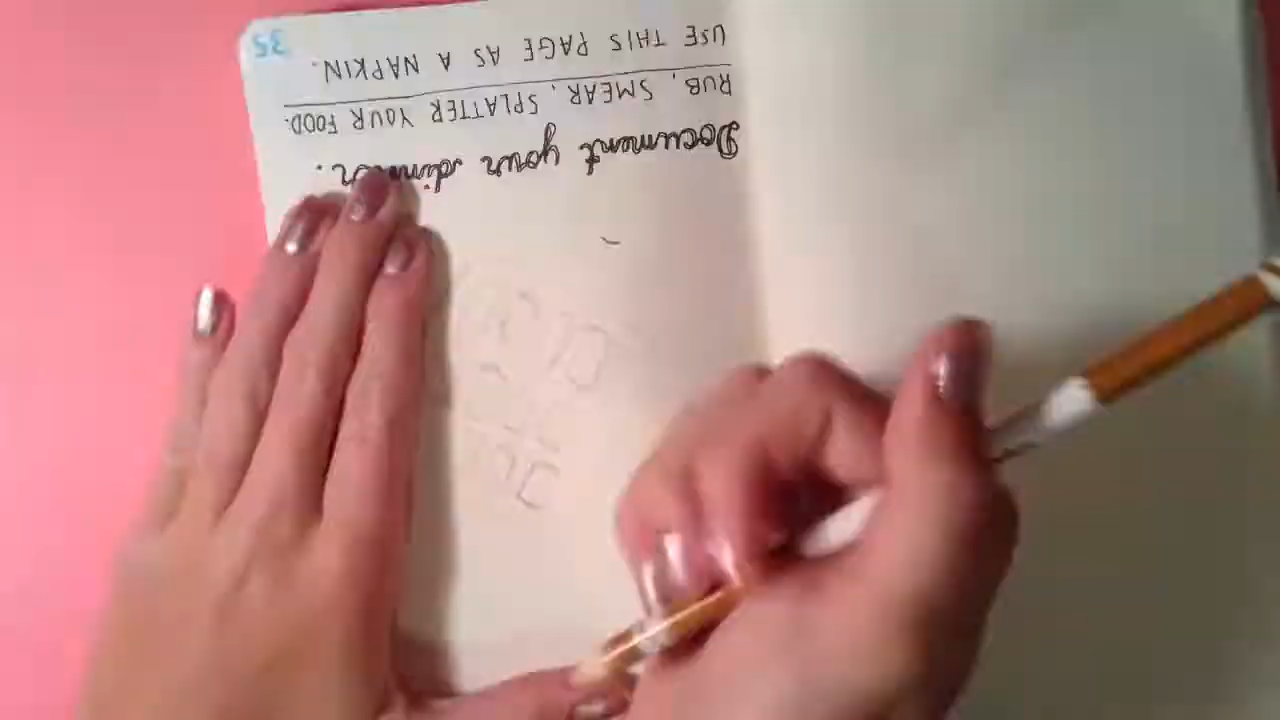 Document your dinner.
RUB, SMEAR, SPLATTER YOUR FOOD.
USE THIS PAGE AS A NAPKIN.
35